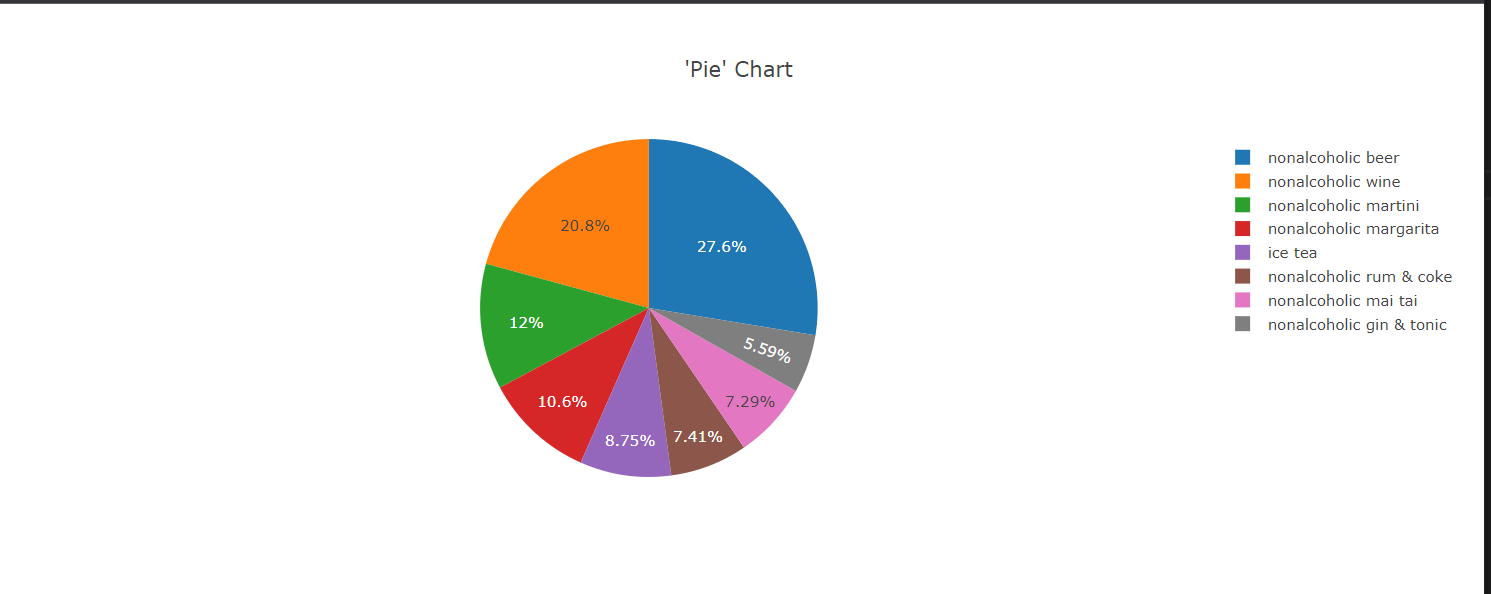 'Pie' Chart
27.6%
20.8%
12%
10.6%
8.75%
7.41%
7.29%
5.59%
nonalcoholic beer
nonalcoholic wine
nonalcoholic martini
nonalcoholic margarita
ice tea
nonalcoholic rum & coke
nonalcoholic mai tai
nonalcoholic gin & tonic